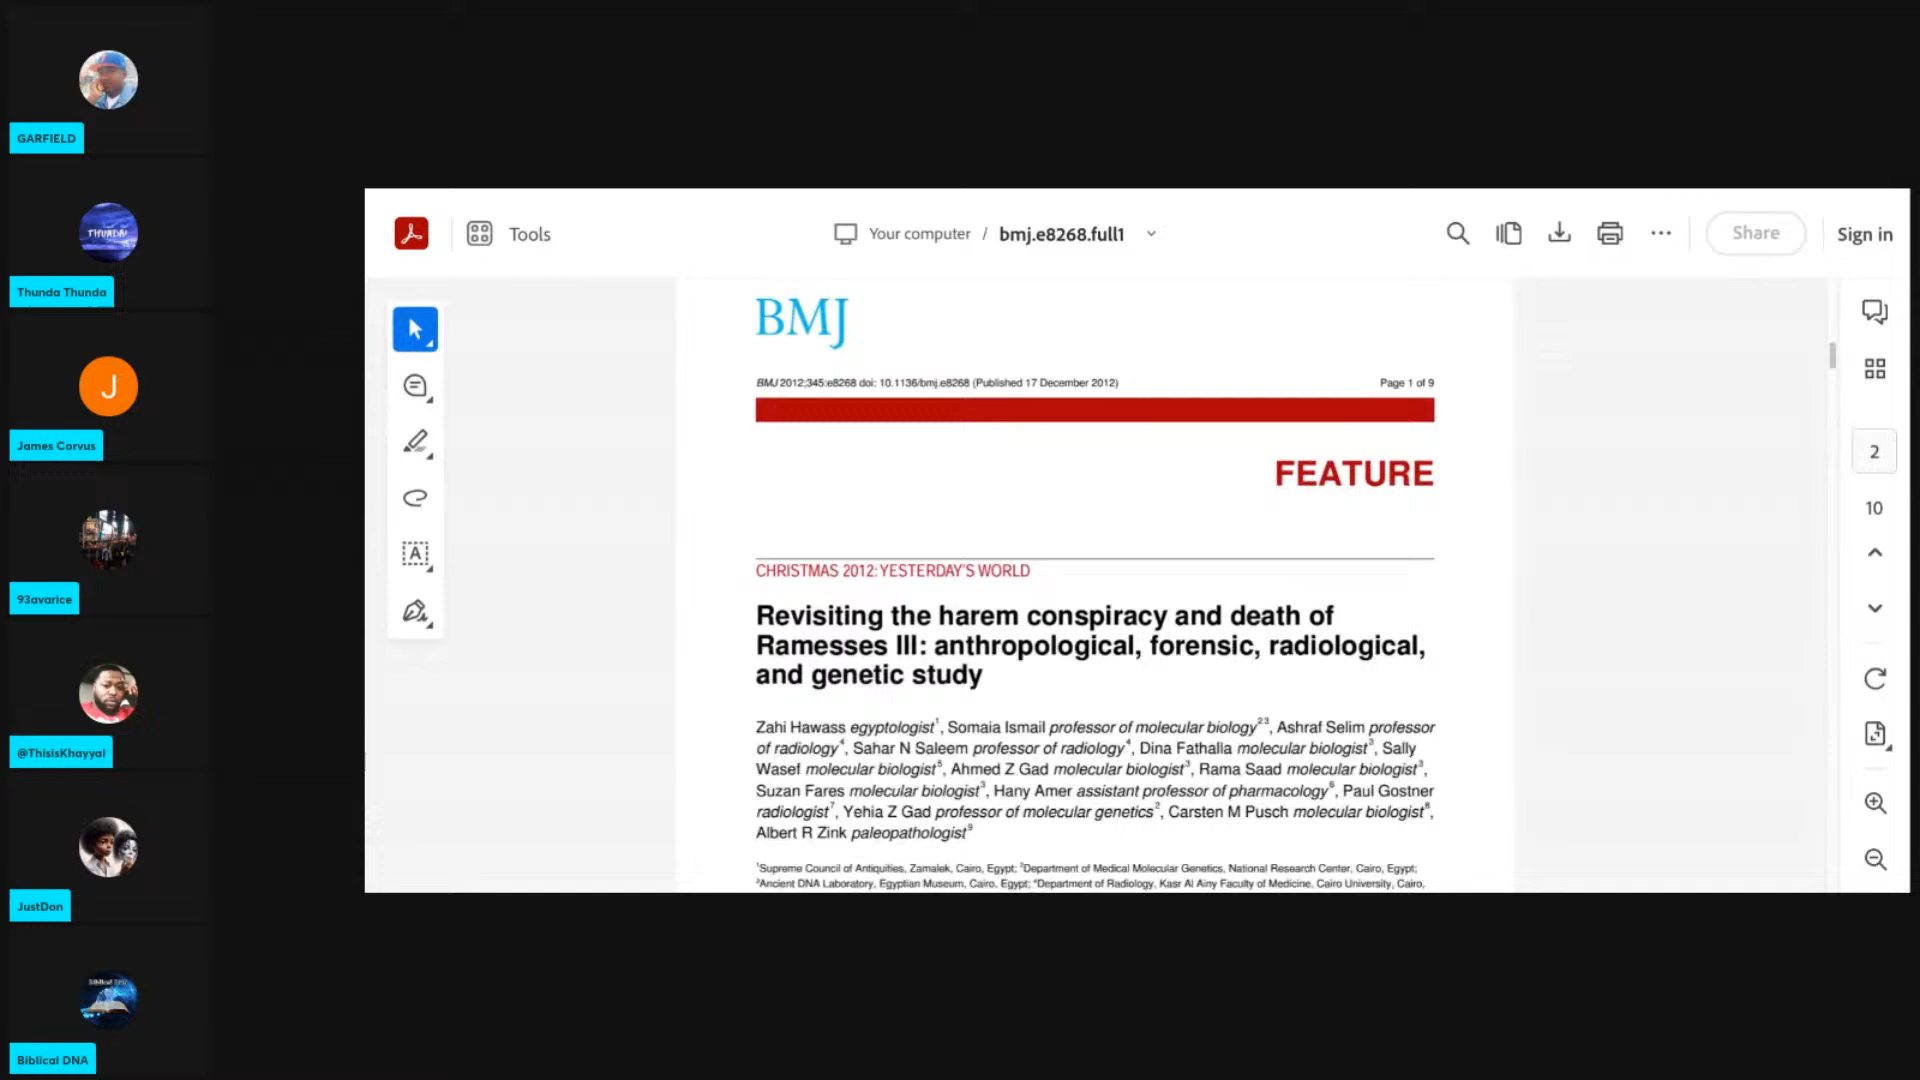 GARFIELD
THUNDA
Thunda Thunda
J
James Corvus
93avarice
@ThisisKhayyal
JustDon
Biblical DNA
Biblical DNA
Tools
Your computer / bmj.e8268.full1
Share
Sign in
BMJ
BMJ 2012;345:e8268 doi: 10.1136/bmj.e8268 (Published 17 December 2012)
Page 1 of 9
FEATURE
CHRISTMAS 2012: YESTERDAY'S WORLD
Revisiting the harem conspiracy and death of
Ramesses III: anthropological, forensic, radiological,
and genetic study
Zahi Hawass egyptologist¹, Somaia Ismail professor of molecular biology²³, Ashraf Selim professor
of radiology⁴, Sahar N Saleem professor of radiology⁴, Dina Fathalla molecular biologist³, Sally
Wasef molecular biologist⁵, Ahmed Z Gad molecular biologist³, Rama Saad molecular biologist³,
Suzan Fares molecular biologist³, Hany Amer assistant professor of pharmacology⁶, Paul Gostner
radiologist⁷, Yehia Z Gad professor of molecular genetics², Carsten M Pusch molecular biologist⁸,
Albert R Zink paleopathologist⁹
¹Supreme Council of Antiquities, Zamalek, Cairo, Egypt; ²Department of Medical Molecular Genetics, National Research Center, Cairo, Egypt;
³Ancient DNA Laboratory, Egyptian Museum, Cairo, Egypt; ⁴Department of Radiology, Kasr Al Ainy Faculty of Medicine, Cairo University, Cairo,
A
2
10